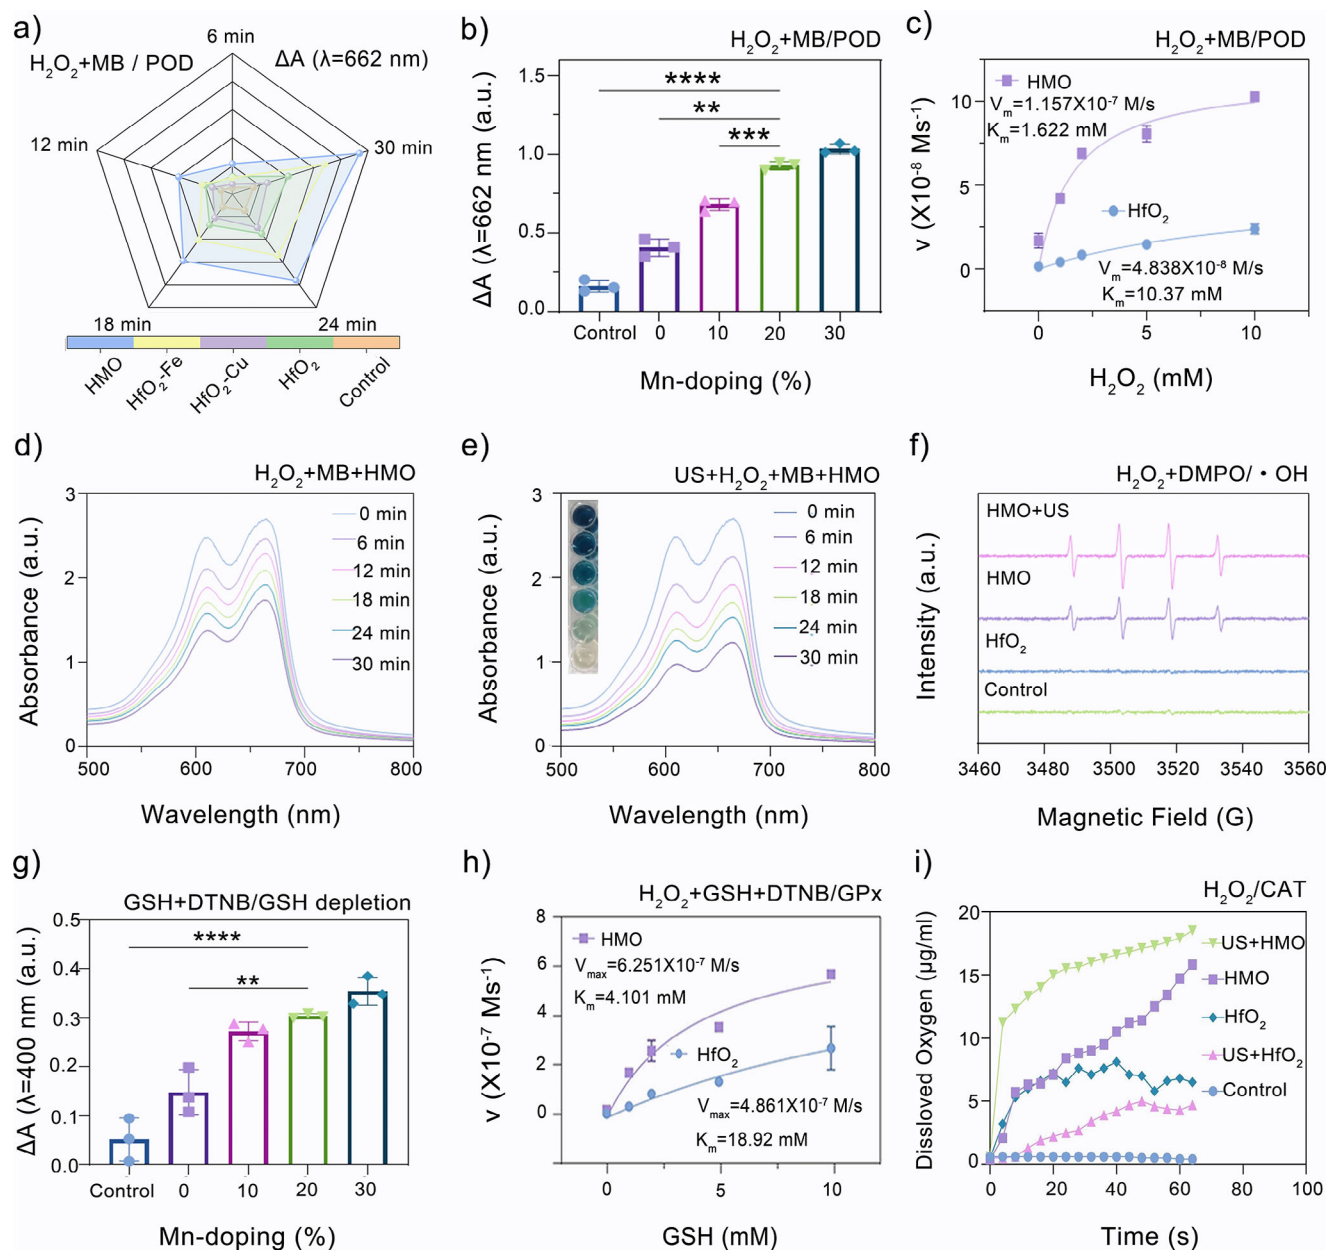 a)
6 min
H₂O₂+MB / POD
ΔA (λ=662 nm)
12 min
30 min
18 min
24 min
HMO
HfO₂-Fe
HfO₂-Cu
HfO₂
Control
b)
H₂O₂+MB/POD
ΔA (λ=662 nm (a.u.)
1.5
1.0
0.5
0.0
****
**
***
Control 0 10 20 30
Mn-doping (%)
c)
H₂O₂+MB/POD
v (X10⁻⁸ Ms⁻¹)
10
5
0
HMO
Vₘ=1.157X10⁻⁷ M/s
Kₘ=1.622 mM
HfO₂
Vₘ=4.838X10⁻⁸ M/s
Kₘ=10.37 mM
0 5 10
H₂O₂ (mM)
d)
H₂O₂+MB+HMO
Absorbance (a.u.)
3
2
1
0
0 min
6 min
12 min
18 min
24 min
30 min
500 600 700 800
Wavelength (nm)
e)
US+H₂O₂+MB+HMO
Absorbance (a.u.)
3
2
1
0
0 min
6 min
12 min
18 min
24 min
30 min
500 600 700 800
Wavelength (nm)
f)
H₂O₂+DMPO/ • OH
Intensity (a.u.)
HMO+US
HMO
HfO₂
Control
3460 3480 3500 3520 3540 3560
Magnetic Field (G)
g)
GSH+DTNB/GSH depletion
ΔA (λ=400 nm (a.u.)
0.5
0.4
0.3
0.2
0.1
0.0
****
**
Control 0 10 20 30
Mn-doping (%)
h)
H₂O₂+GSH+DTNB/GPx
v (X10⁻⁷ Ms⁻¹)
8
6
4
2
0
HMO
Vₘₐₓ=6.251X10⁻⁷ M/s
Kₘ=4.101 mM
HfO₂
Vₘₐₓ=4.861X10⁻⁷ M/s
Kₘ=18.92 mM
0 5 10
GSH (mM)
i)
H₂O₂/CAT
Dissloved Oxygen (μg/ml)
20
15
10
5
0
US+HMO
HMO
HfO₂
US+HfO₂
Control
0 20 40 60 80 100
Time (s)